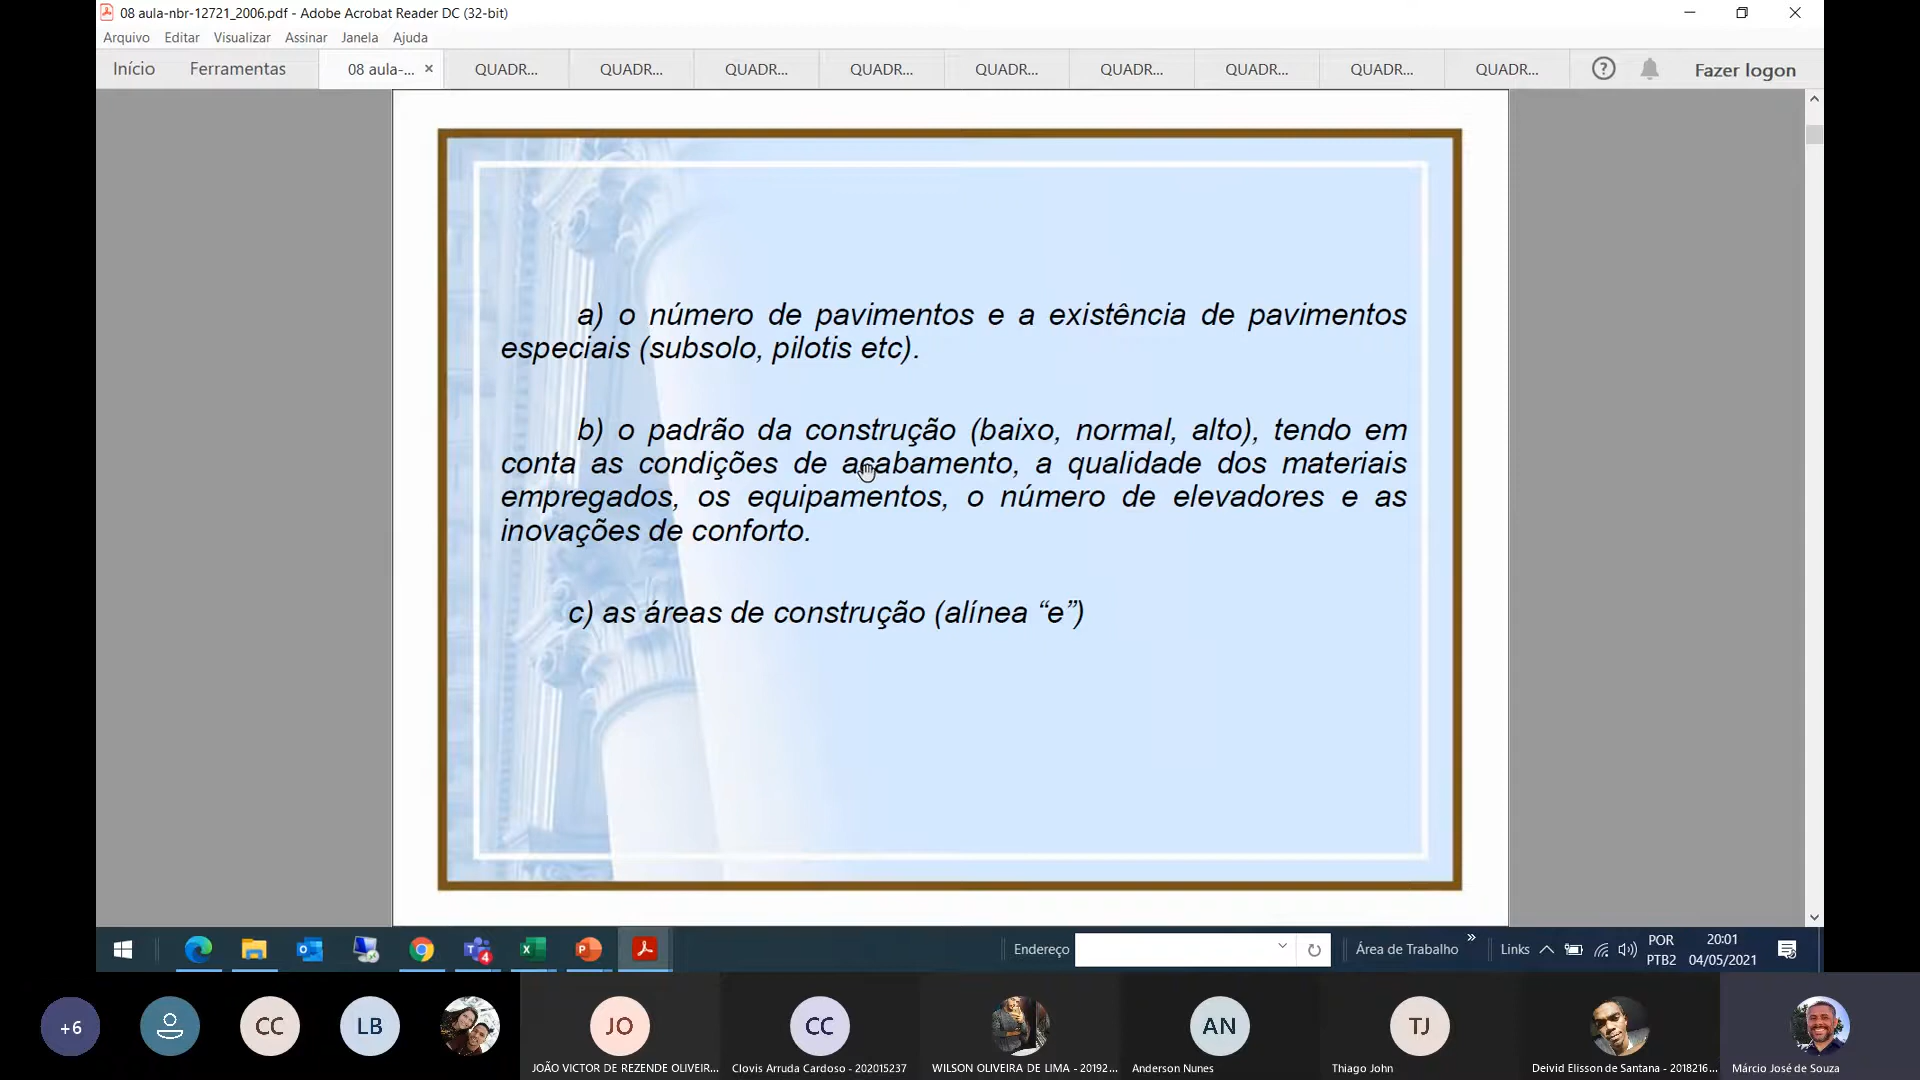 08 aula-nbr-12721_2006.pdf - Adobe Acrobat Reader DC (32-bit)
Arquivo Editar Visualizar Assinar Janela Ajuda
Início Ferramentas 08 aula-... × QUADR... QUADR... QUADR... QUADR... QUADR... QUADR... QUADR... QUADR... QUADR... Fazer logon
a) o número de pavimentos e a existência de pavimentos
especiais (subsolo, pilotis etc).
b) o padrão da construção (baixo, normal, alto), tendo em
conta as condições de acabamento, a qualidade dos materiais
empregados, os equipamentos, o número de elevadores e as
inovações de conforto.
c) as áreas de construção (alínea “e”)
Endereço Área de Trabalho » Links POR 20:01
PTB2 04/05/2021
4
+6 CC LB JO CC AN TJ
JOÃO VICTOR DE REZENDE OLIVEIR... Clovis Arruda Cardoso - 202015237 WILSON OLIVEIRA DE LIMA - 20192... Anderson Nunes Thiago John Deivid Elisson de Santana - 2018216... Márcio José de Souza